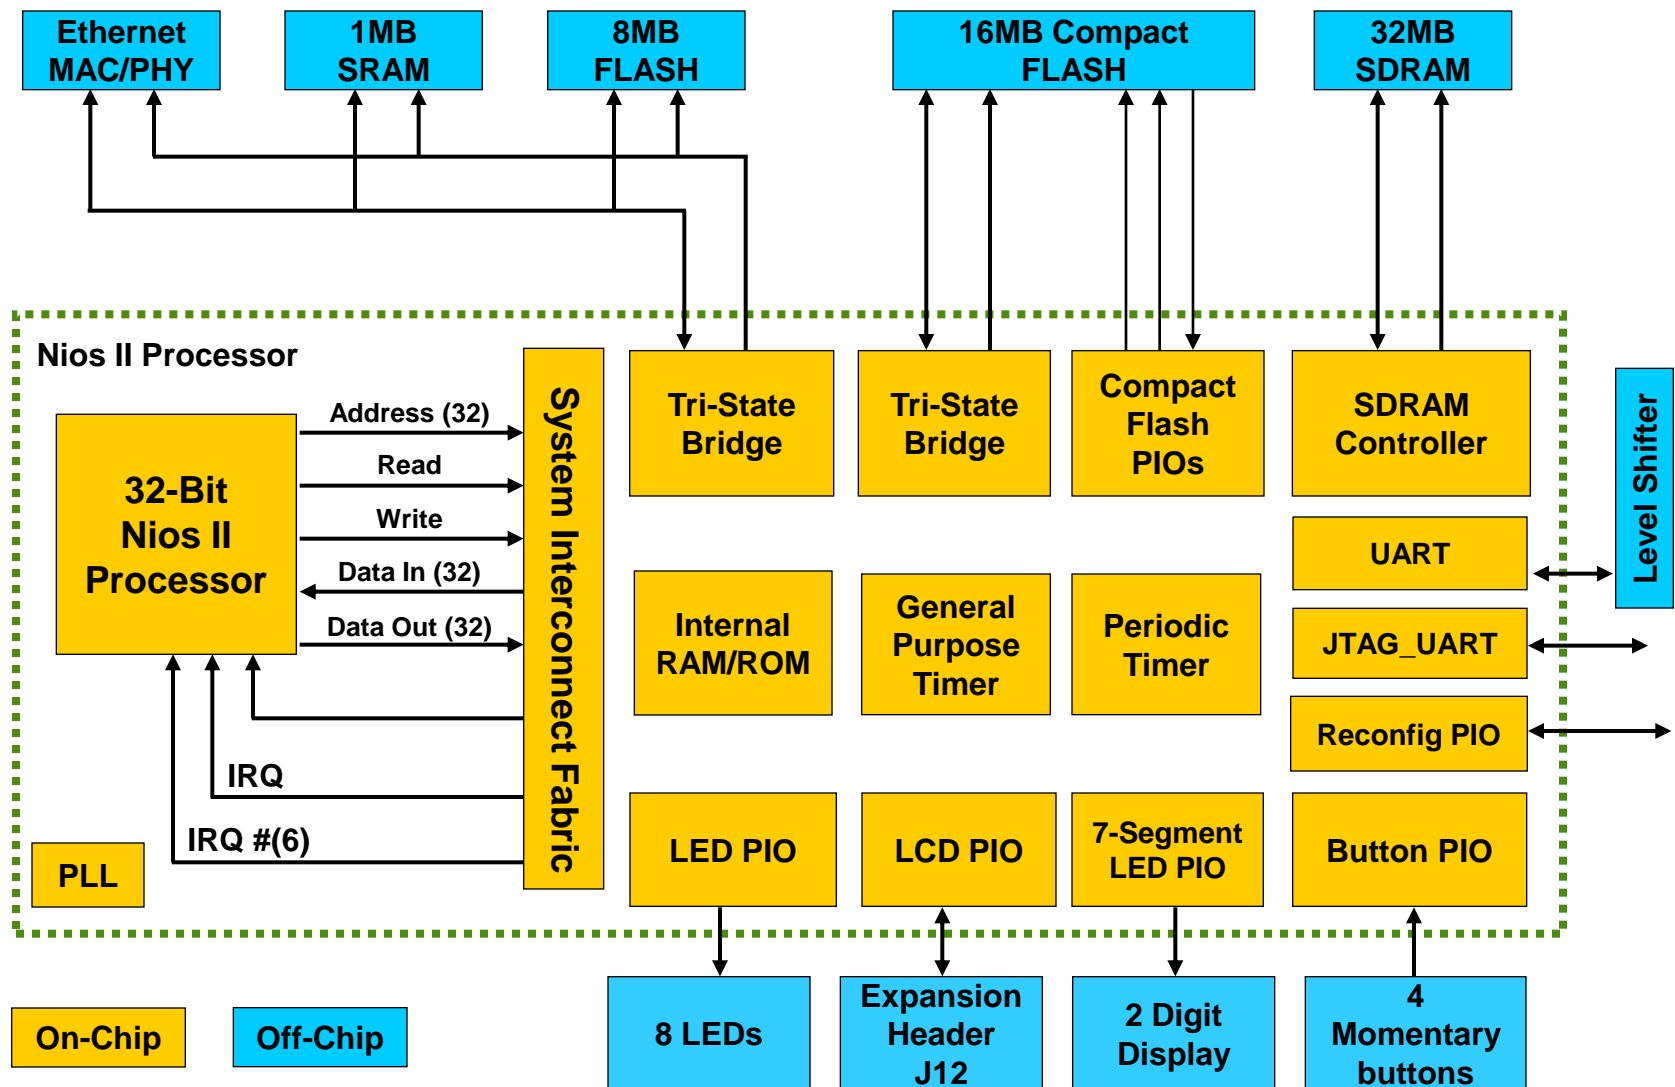 Ethernet
MAC/PHY
1MB
SRAM
8MB
FLASH
16MB Compact
FLASH
32MB
SDRAM
Nios II Processor
32-Bit
Nios II
Processor
Address (32)
Read
Write
Data In (32)
Data Out (32)
IRQ
IRQ #(6)
PLL
System Interconnect Fabric
Tri-State
Bridge
Tri-State
Bridge
Compact
Flash
PIOs
SDRAM
Controller
Level Shifter
UART
Internal
RAM/ROM
General
Purpose
Timer
Periodic
Timer
JTAG_UART
Reconfig PIO
LED PIO
LCD PIO
7-Segment
LED PIO
Button PIO
On-Chip
Off-Chip
8 LEDs
Expansion
Header
J12
2 Digit
Display
4
Momentary
buttons